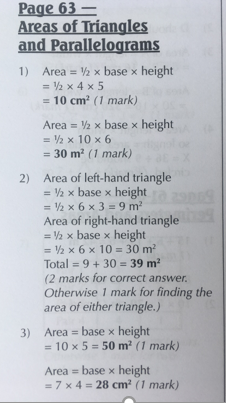 Page 63 —
Areas of Triangles
and Parallelograms
1) Area = ½ × base × height
= ½ × 4 × 5
= 10 cm² (1 mark)
Area = ½ × base × height
= ½ × 10 × 6
= 30 m² (1 mark)
2) Area of left-hand triangle
= ½ × base × height
= ½ × 6 × 3 = 9 m²
Area of right-hand triangle
= ½ × base × height
= ½ × 6 × 10 = 30 m²
Total = 9 + 30 = 39 m²
(2 marks for correct answer.
Otherwise 1 mark for finding the
area of either triangle.)
3) Area = base × height
= 10 × 5 = 50 m² (1 mark)
Area = base × height
= 7 × 4 = 28 cm² (1 mark)